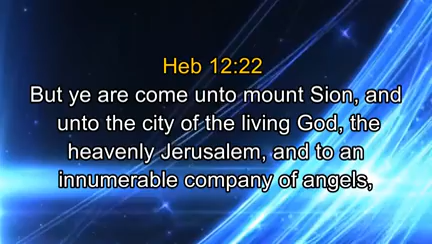 Heb 12:22
But ye are come unto mount Sion, and
unto the city of the living God, the
heavenly Jerusalem, and to an
innumerable company of angels,